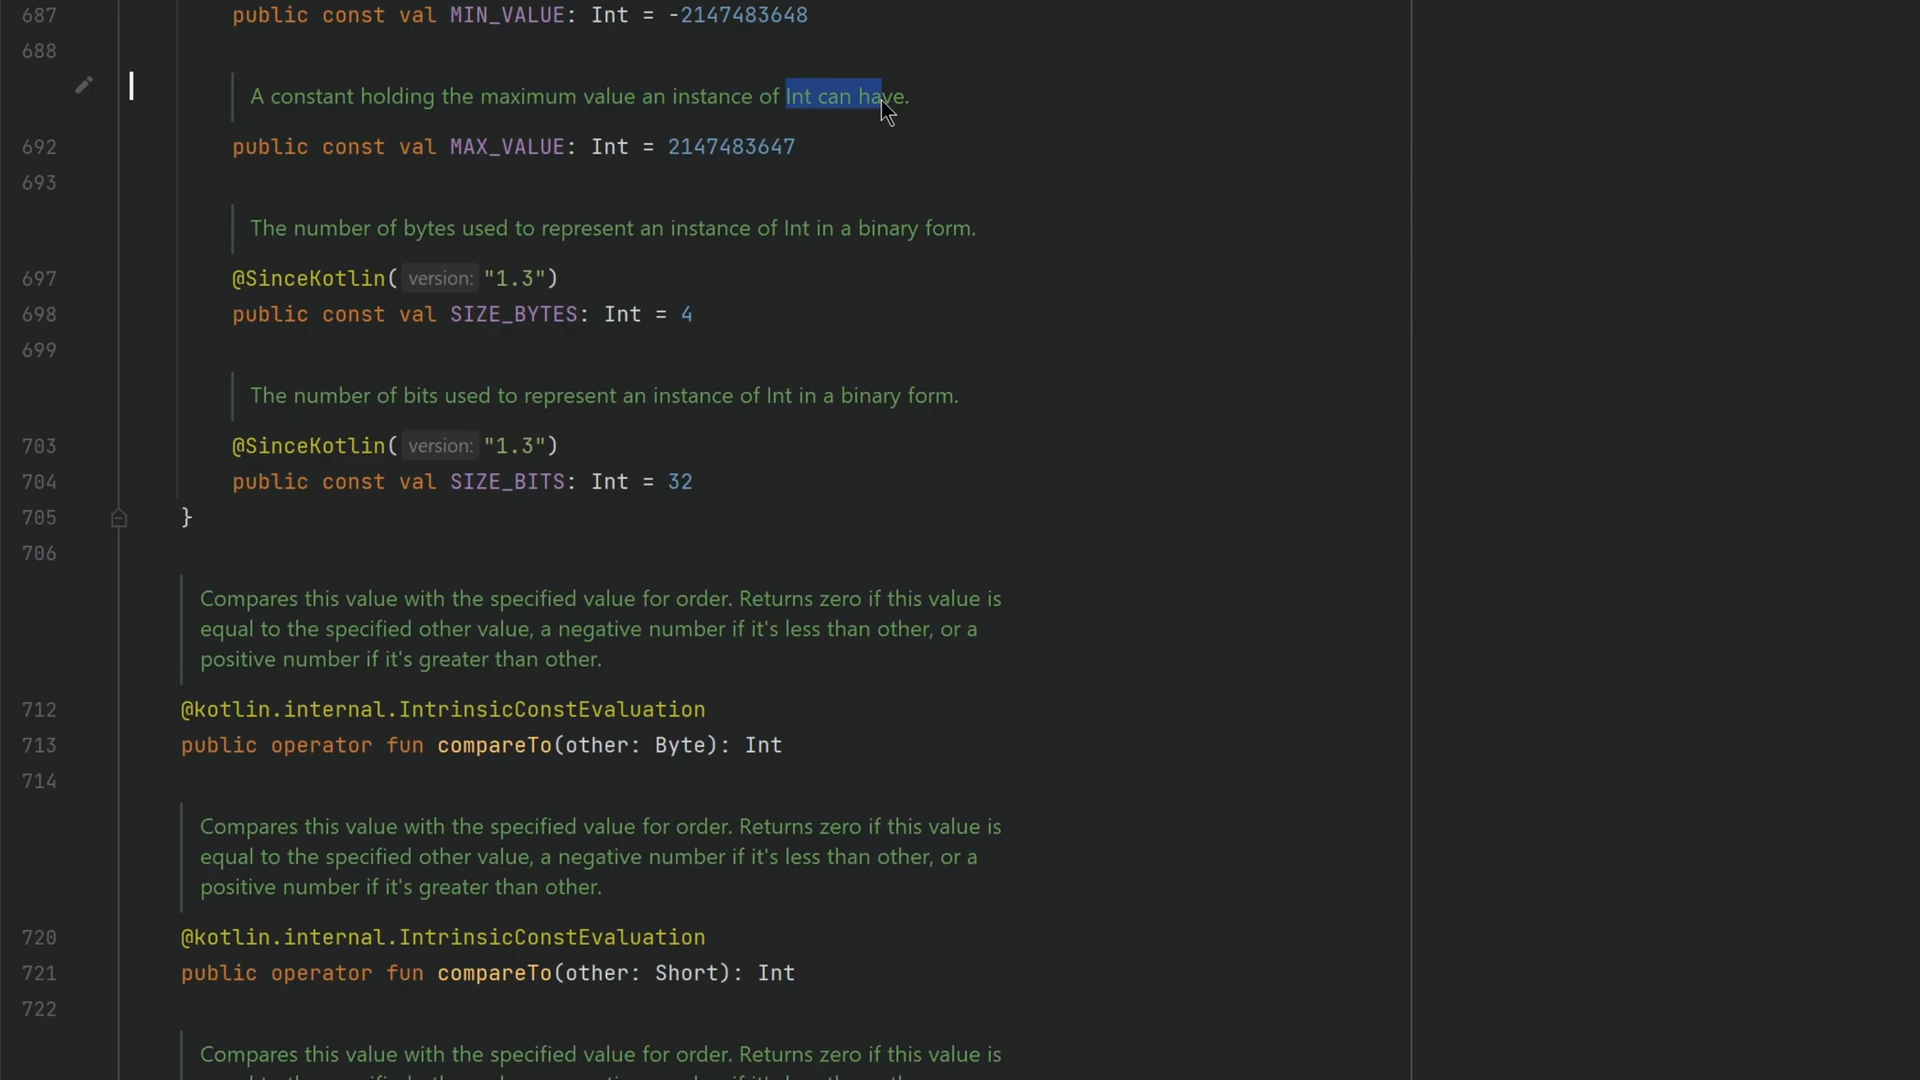 687 public const val MIN_VALUE: Int = -2147483648
688
A constant holding the maximum value an instance of Int can have.
692 public const val MAX_VALUE: Int = 2147483647
693
The number of bytes used to represent an instance of Int in a binary form.
697 @SinceKotlin( version: "1.3")
698 public const val SIZE_BYTES: Int = 4
699
The number of bits used to represent an instance of Int in a binary form.
703 @SinceKotlin( version: "1.3")
704 public const val SIZE_BITS: Int = 32
705 }
706
Compares this value with the specified value for order. Returns zero if this value is
equal to the specified other value, a negative number if it's less than other, or a
positive number if it's greater than other.
712 @kotlin.internal.IntrinsicConstEvaluation
713 public operator fun compareTo(other: Byte): Int
714
Compares this value with the specified value for order. Returns zero if this value is
equal to the specified other value, a negative number if it's less than other, or a
positive number if it's greater than other.
720 @kotlin.internal.IntrinsicConstEvaluation
721 public operator fun compareTo(other: Short): Int
722
Compares this value with the specified value for order. Returns zero if this value is